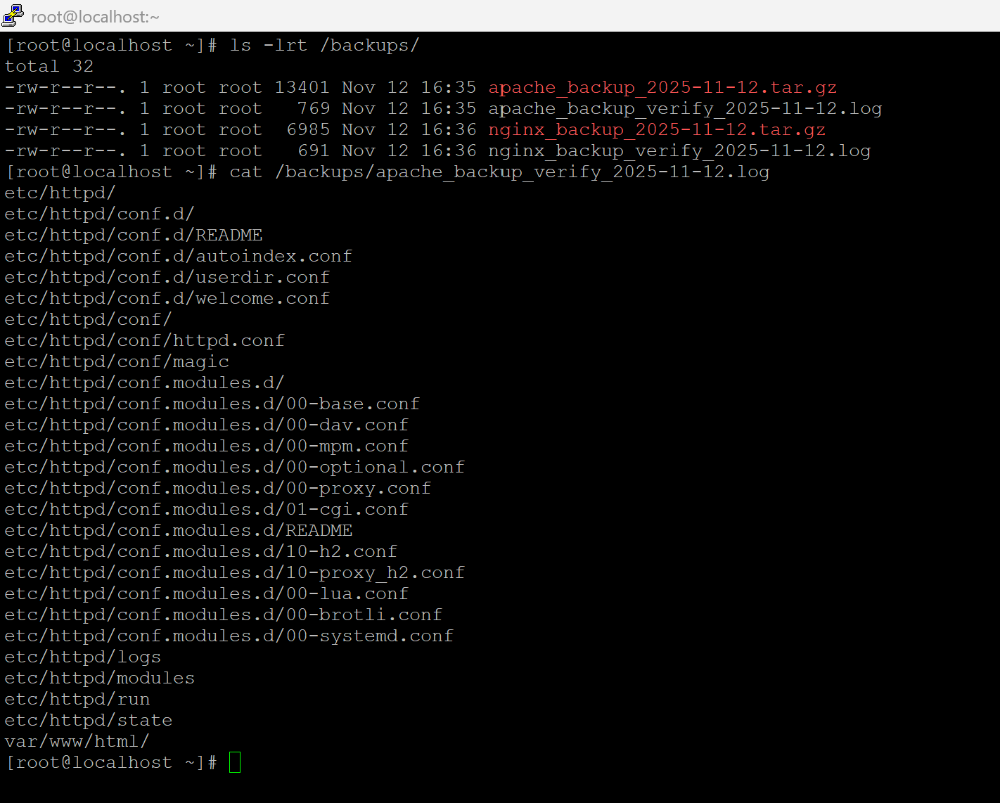 root@localhost:~
[root@localhost ~]# ls -lrt /backups/
total 32
-rw-r--r--. 1 root root 13401 Nov 12 16:35 apache_backup_2025-11-12.tar.gz
-rw-r--r--. 1 root root   769 Nov 12 16:35 apache_backup_verify_2025-11-12.log
-rw-r--r--. 1 root root  6985 Nov 12 16:36 nginx_backup_2025-11-12.tar.gz
-rw-r--r--. 1 root root   691 Nov 12 16:36 nginx_backup_verify_2025-11-12.log
[root@localhost ~]# cat /backups/apache_backup_verify_2025-11-12.log
etc/httpd/
etc/httpd/conf.d/
etc/httpd/conf.d/README
etc/httpd/conf.d/autoindex.conf
etc/httpd/conf.d/userdir.conf
etc/httpd/conf.d/welcome.conf
etc/httpd/conf/
etc/httpd/conf/httpd.conf
etc/httpd/conf/magic
etc/httpd/conf.modules.d/
etc/httpd/conf.modules.d/00-base.conf
etc/httpd/conf.modules.d/00-dav.conf
etc/httpd/conf.modules.d/00-mpm.conf
etc/httpd/conf.modules.d/00-optional.conf
etc/httpd/conf.modules.d/00-proxy.conf
etc/httpd/conf.modules.d/01-cgi.conf
etc/httpd/conf.modules.d/README
etc/httpd/conf.modules.d/10-h2.conf
etc/httpd/conf.modules.d/10-proxy_h2.conf
etc/httpd/conf.modules.d/00-lua.conf
etc/httpd/conf.modules.d/00-brotli.conf
etc/httpd/conf.modules.d/00-systemd.conf
etc/httpd/logs
etc/httpd/modules
etc/httpd/run
etc/httpd/state
var/www/html/
[root@localhost ~]#